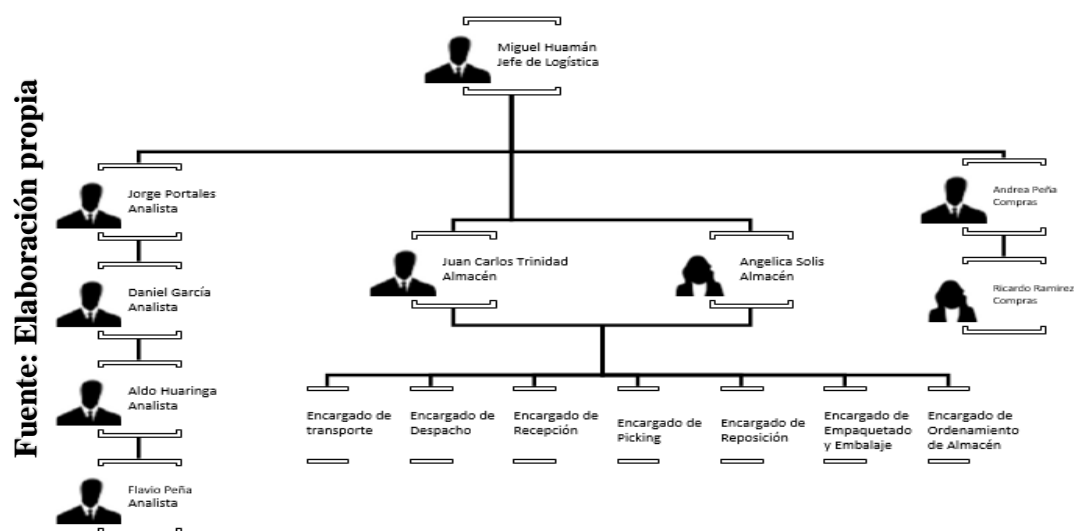 Fuente: Elaboración propia
Miguel Huamán
Jefe de Logística
Jorge Portales
Analista
Daniel García
Analista
Aldo Huaringa
Analista
Flavio Peña
Analista
Juan Carlos Trinidad
Almacén
Angelica Solis
Almacén
Andrea Peña
Compras
Ricardo Ramirez
Compras
Encargado de
transporte
Encargado de
Despacho
Encargado de
Recepción
Encargado de
Picking
Encargado de
Reposición
Encargado de
Empaquetado
y Embalaje
Encargado de
Ordenamiento
de Almacén